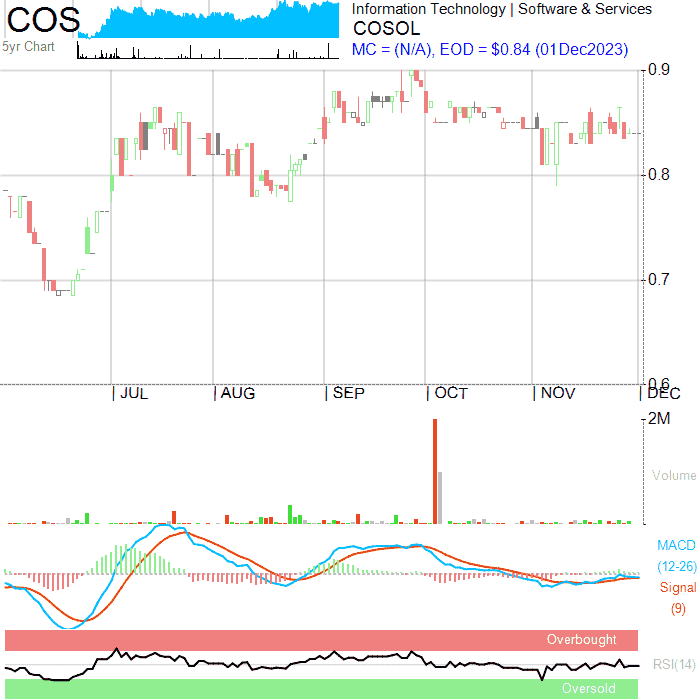 COS
5yr Chart
Information Technology | Software & Services
COSOL
MC = (N/A), EOD = $0.84 (01Dec2023)
0.9
0.8
0.7
0.6
| JUL
| AUG
| SEP
| OCT
| NOV
| DEC
2M
Volume
MACD
(12-26)
Signal
(9)
Overbought
RSI(14)
Oversold